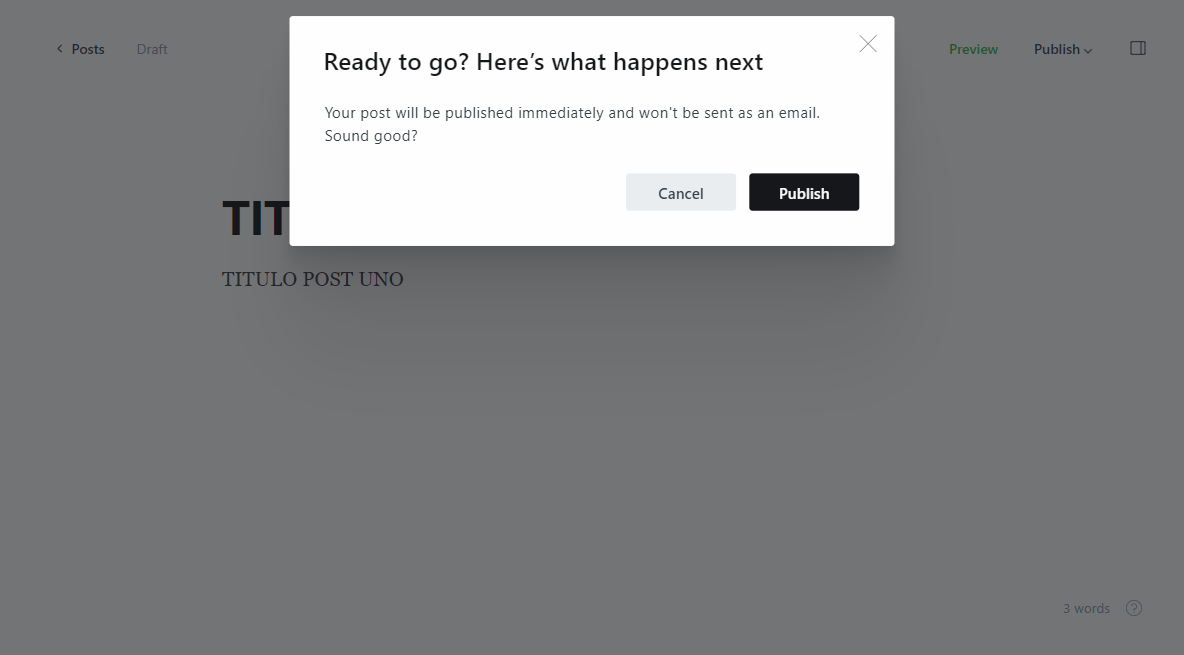 Posts
Draft
Preview
Publish
Ready to go? Here’s what happens next
Your post will be published immediately and won't be sent as an email.
Sound good?
Cancel
Publish
TIT
TITULO POST UNO
3 words
?